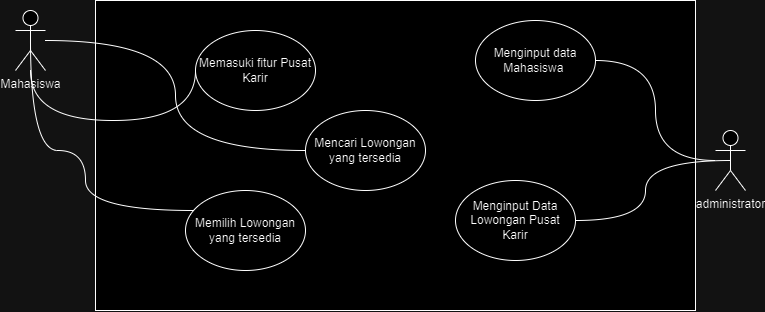 Mahasiswa
Memasuki fitur Pusat
Karir
Mencari Lowongan
yang tersedia
Memilih Lowongan
yang tersedia
Menginput data
Mahasiswa
Menginput Data
Lowongan Pusat
Karir
administrator